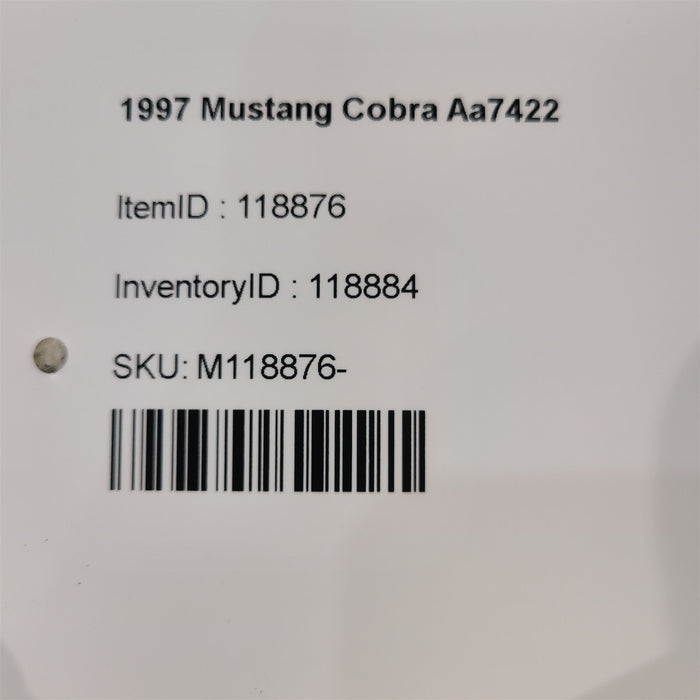 1997 Mustang Cobra Aa7422
ItemID : 118876
InventoryID : 118884
SKU: M118876-